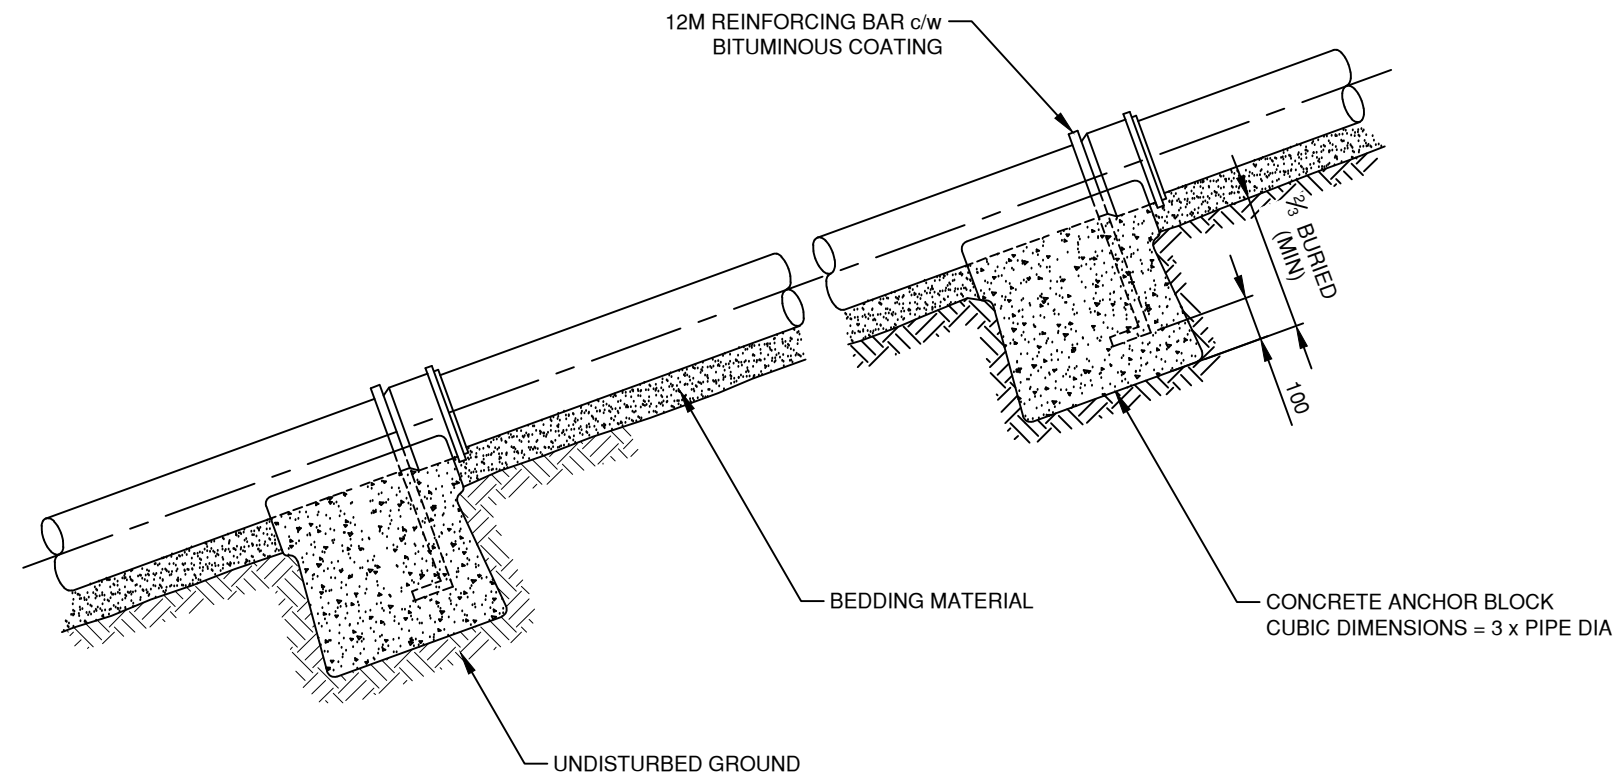 12M REINFORCING BAR c/w
BITUMINOUS COATING
⅔ BURIED
(MIN)
100
BEDDING MATERIAL
CONCRETE ANCHOR BLOCK
CUBIC DIMENSIONS = 3 x PIPE DIA
UNDISTURBED GROUND